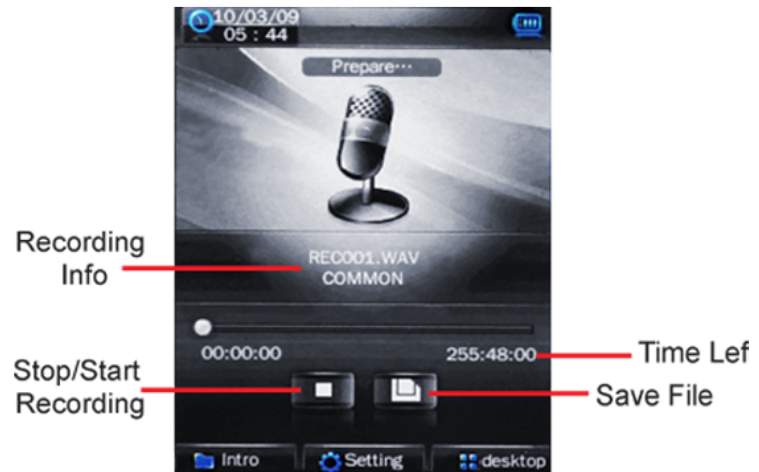 10/03/09
05 : 44
Prepare···
Recording
Info
REC001.WAV
COMMON
00:00:00
255:48:00
Time Lef
Stop/Start
Recording
Save File
Intro
Setting
desktop